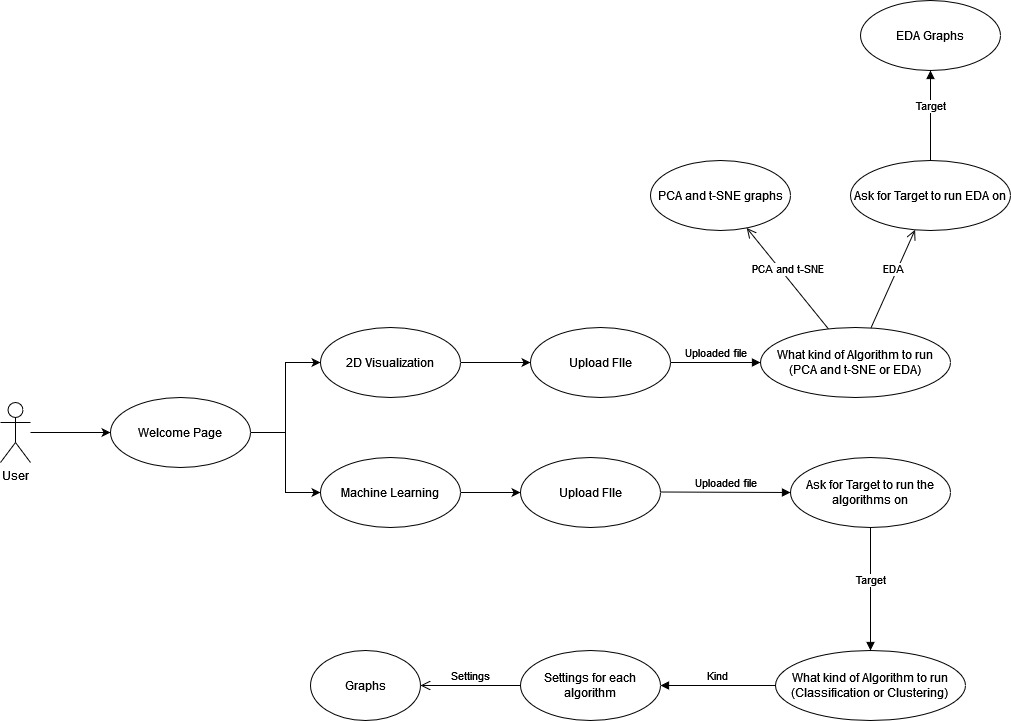 EDA Graphs
Target
PCA and t-SNE graphs
Ask for Target to run EDA on
PCA and t-SNE
EDA
2D Visualization
Upload FIle
Uploaded file
What kind of Algorithm to run
(PCA and t-SNE or EDA)
User
Welcome Page
Machine Learning
Upload FIle
Uploaded file
Ask for Target to run the
algorithms on
Target
What kind of Algorithm to run
(Classification or Clustering)
Kind
Settings for each
algorithm
Settings
Graphs